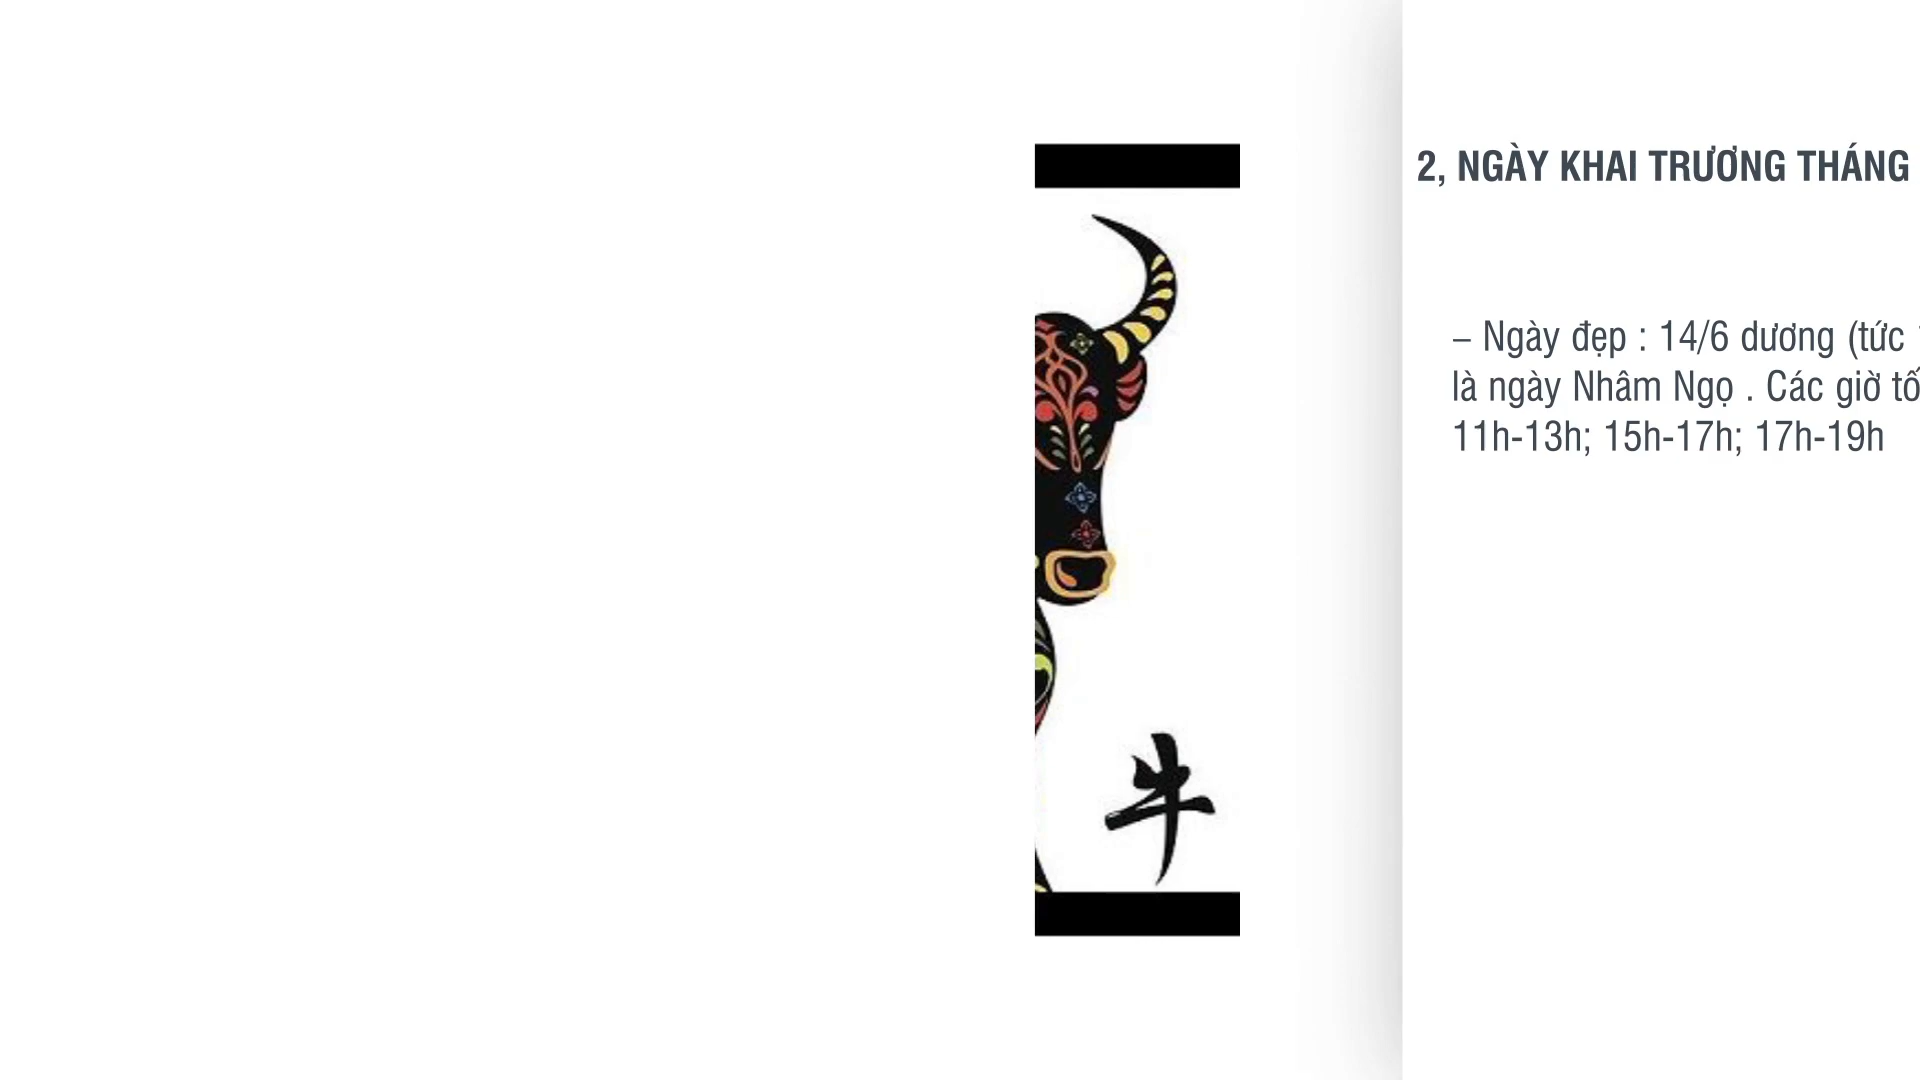 2, NGÀY KHAI TRƯƠNG THÁNG
– Ngày đẹp : 14/6 dương (tức
là ngày Nhâm Ngọ . Các giờ
11h-13h; 15h-17h; 17h-19h
牛